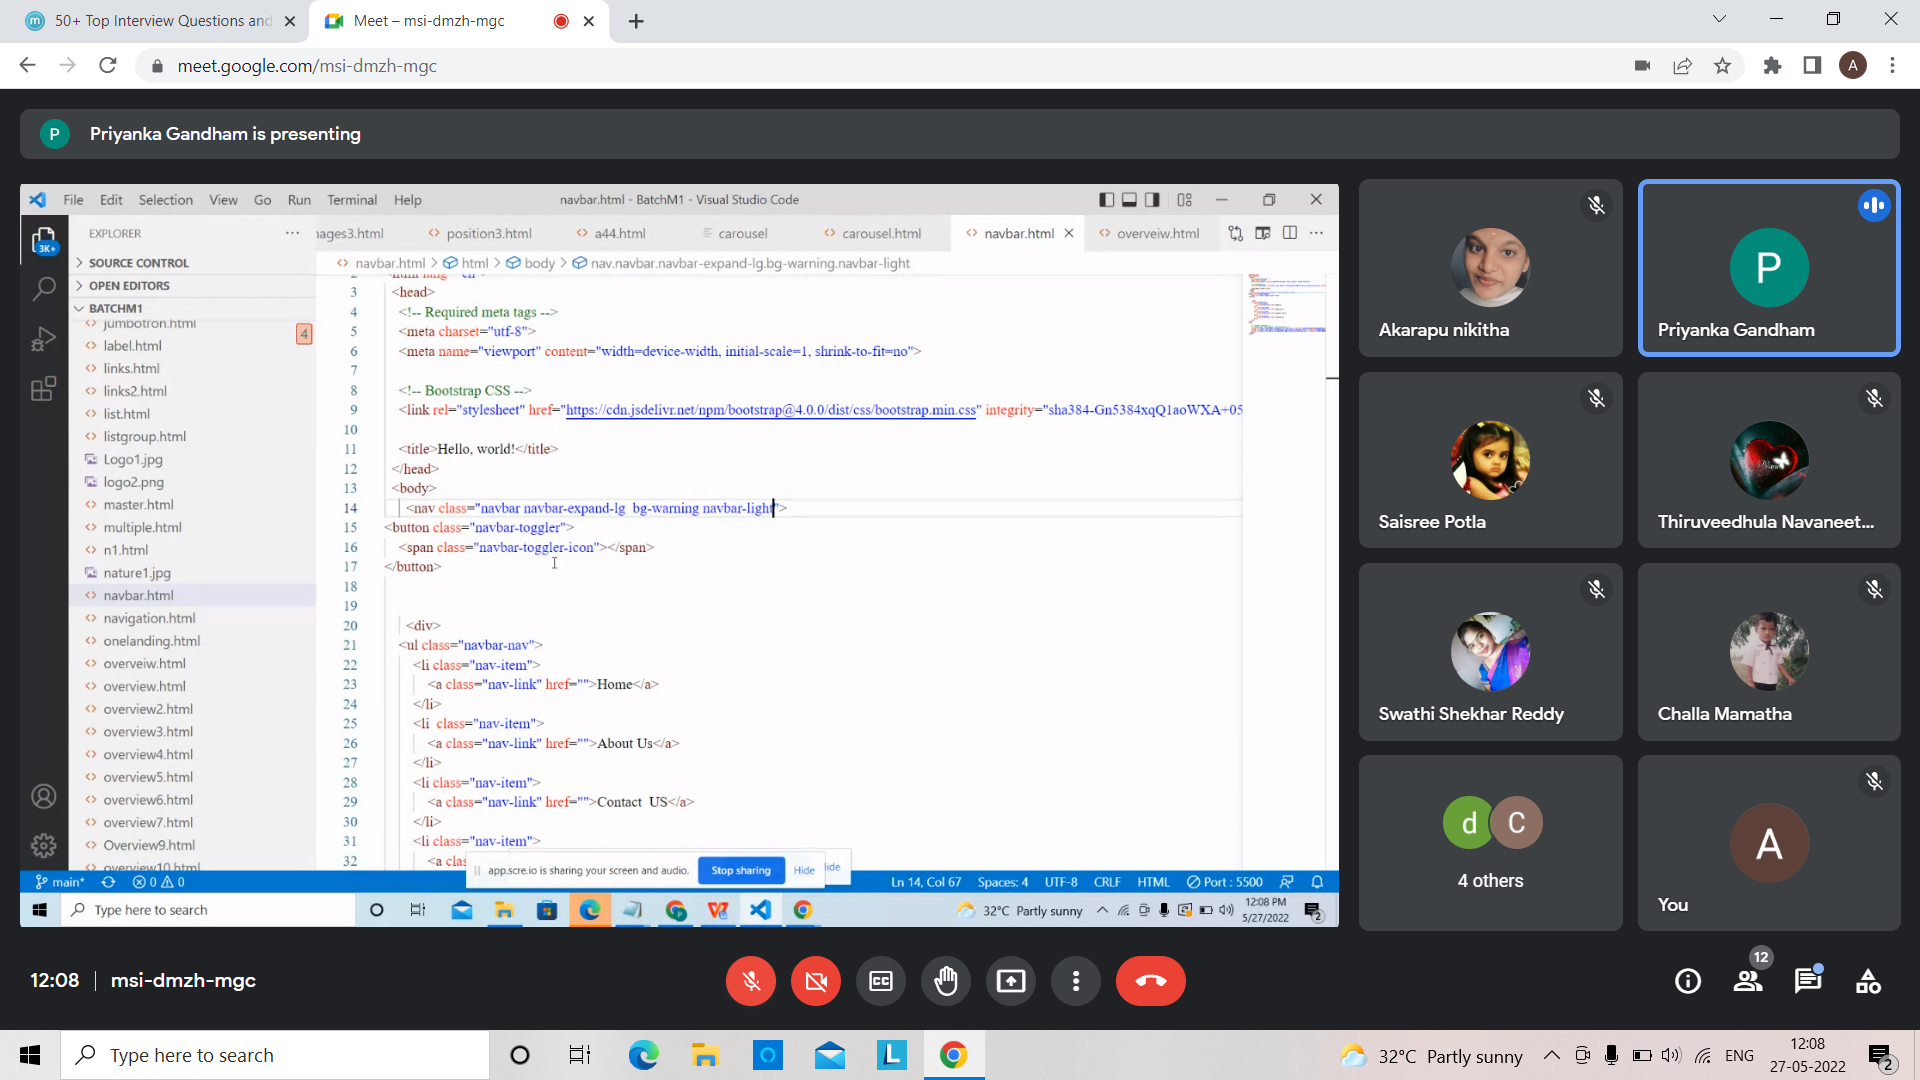 50+ Top Interview Questions and
Meet – msi-dmzh-mgc
meet.google.com/msi-dmzh-mgc
A
P
Priyanka Gandham is presenting
File Edit Selection View Go Run Terminal Help
navbar.html - BatchM1 - Visual Studio Code
3K+
EXPLORER
ages3.html
position3.html
a44.html
carousel
carousel.html
navbar.html
overveiw.html
SOURCE CONTROL
OPEN EDITORS
BATCHM1
jumbotron.html
4
label.html
links.html
links2.html
list.html
listgroup.html
Logo1.jpg
logo2.png
master.html
multiple.html
n1.html
nature1.jpg
navbar.html
navigation.html
onelanding.html
overveiw.html
overview.html
overview2.html
overview3.html
overview4.html
overview5.html
overview6.html
overview7.html
Overview9.html
overview10.html
navbar.html > html > body > nav.navbar.navbar-expand-lg.bg-warning.navbar-light
3 <head>
4 <!-- Required meta tags -->
5 <meta charset="utf-8">
6 <meta name="viewport" content="width=device-width, initial-scale=1, shrink-to-fit=no">
7
8 <!-- Bootstrap CSS -->
9 <link rel="stylesheet" href="https://cdn.jsdelivr.net/npm/bootstrap@4.0.0/dist/css/bootstrap.min.css" integrity="sha384-Gn5384xqQ1aoWXA+05
10
11 <title>Hello, world!</title>
12 </head>
13 <body>
14 <nav class="navbar navbar-expand-lg  bg-warning navbar-light">
15 <button class="navbar-toggler">
16 <span class="navbar-toggler-icon"></span>
17 </button>
18
19
20 <div>
21 <ul class="navbar-nav">
22 <li class="nav-item">
23 <a class="nav-link" href="">Home</a>
24 </li>
25 <li  class="nav-item">
26 <a class="nav-link" href="">About Us</a>
27 </li>
28 <li class="nav-item">
29 <a class="nav-link" href="">Contact  US</a>
30 </li>
31 <li class="nav-item">
32 <a clas
app.scre.io is sharing your screen and audio.
Stop sharing
Hide
ide
main*
0
0
Ln 14, Col 67
Spaces: 4
UTF-8
CRLF
HTML
Port : 5500
Type here to search
32°C Partly sunny
12:08 PM
5/27/2022
2
Akarapu nikitha
P
Priyanka Gandham
Saisree Potla
Thiruveedhula Navaneet...
Swathi Shekhar Reddy
Challa Mamatha
d
C
4 others
A
You
12:08
msi-dmzh-mgc
CC
12
Type here to search
L
32°C Partly sunny
ENG
12:08
27-05-2022
2